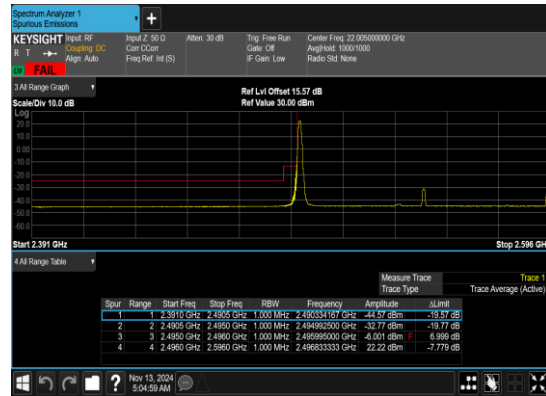 Spectrum Analyzer 1
Spurious Emissions
KEYSIGHT Input: RF Input Z: 50 Ω Atten: 30 dB Trig: Free Run Center Freq: 22.005000000 GHz
R T Coupling: DC Corr CCorr Gate: Off Avg|Hold: 1000/1000
Align: Auto Freq Ref: Int (S) IF Gain: Low Radio Std: None
FAIL
3 All Range Graph
Ref Lvl Offset 15.57 dB
Scale/Div 10.0 dB Ref Value 30.00 dBm
Log
20.0
10.0
0.00
-10.0
-20.0
-30.0
-40.0
-50.0
-60.0
Start 2.391 GHz Stop 2.596 GHz
4 All Range Table
Measure Trace Trace 1
Trace Type Trace Average (Active)
Spur Range Start Freq Stop Freq RBW Frequency Amplitude ΔLimit
1 1 2.3910 GHz 2.4905 GHz 1.000 MHz 2.490334167 GHz -44.57 dBm -19.57 dB
2 2 2.4905 GHz 2.4950 GHz 1.000 MHz 2.494992500 GHz -32.77 dBm -19.77 dB
3 3 2.4950 GHz 2.4960 GHz 1.000 MHz 2.495995000 GHz -6.001 dBm F 6.999 dB
4 4 2.4960 GHz 2.5960 GHz 1.000 MHz 2.496833333 GHz 22.22 dBm -7.779 dB
? Nov 13, 2024
5:04:59 AM